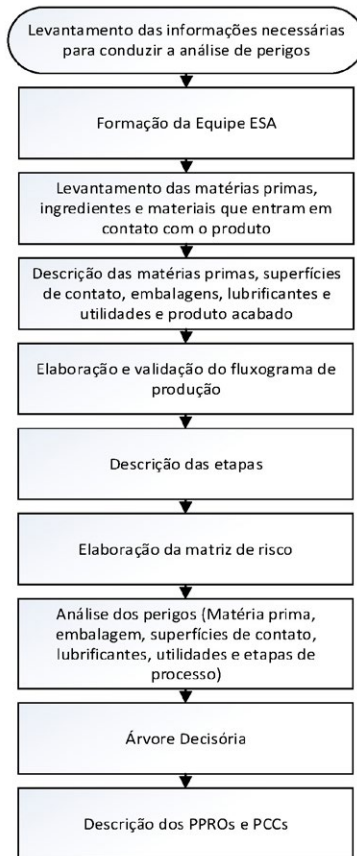 Levantamento das informações necessárias
para conduzir a análise de perigos
Formação da Equipe ESA
Levantamento das matérias primas,
ingredientes e materiais que entram em
contato com o produto
Descrição das matérias primas, superfícies
de contato, embalagens, lubrificantes e
utilidades e produto acabado
Elaboração e validação do fluxograma de
produção
Descrição das etapas
Elaboração da matriz de risco
Análise dos perigos (Matéria prima,
embalagem, superfícies de contato,
lubrificantes, utilidades e etapas de
processo)
Árvore Decisória
Descrição dos PPROs e PCCs